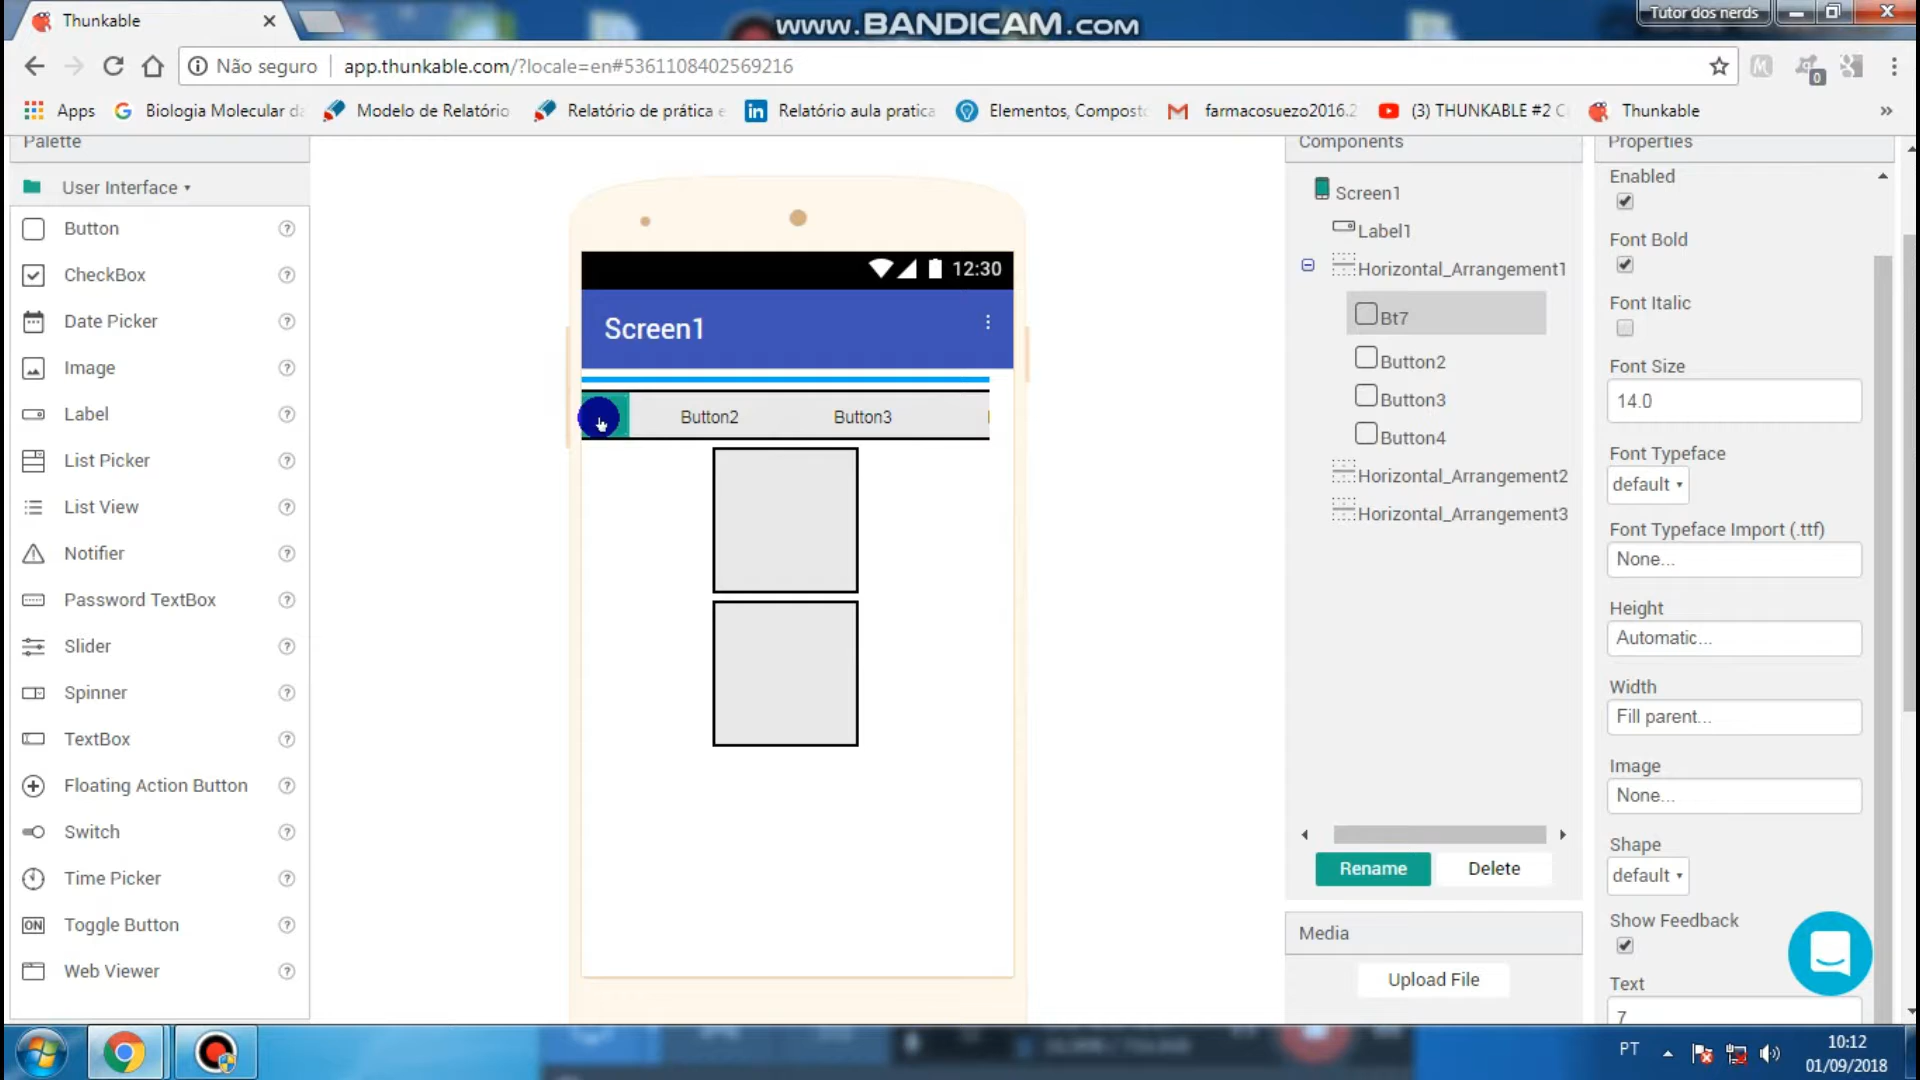 Thunkable
www.BANDICAM.com
Tutor dos nerds
Não seguro
app.thunkable.com/?locale=en#5361108402569216
0
Apps
Biologia Molecular da
Modelo de Relatório
Relatório de prática e
Relatório aula pratica
Elementos, Compost
farmacosuezo2016.2
(3) THUNKABLE #2 C
Thunkable
»
Palette
User Interface
Button
CheckBox
Date Picker
Image
Label
List Picker
List View
Notifier
Password TextBox
Slider
Spinner
TextBox
Floating Action Button
Switch
Time Picker
Toggle Button
Web Viewer
12:30
Screen1
Button2
Button3
Components
Screen1
Label1
Horizontal_Arrangement1
Bt7
Button2
Button3
Button4
Horizontal_Arrangement2
Horizontal_Arrangement3
Rename
Delete
Media
Upload File
Properties
Enabled
Font Bold
Font Italic
Font Size
14.0
Font Typeface
default
Font Typeface Import (.ttf)
None...
Height
Automatic...
Width
Fill parent...
Image
None...
Shape
default
Show Feedback
Text
7
PT
10:12
01/09/2018